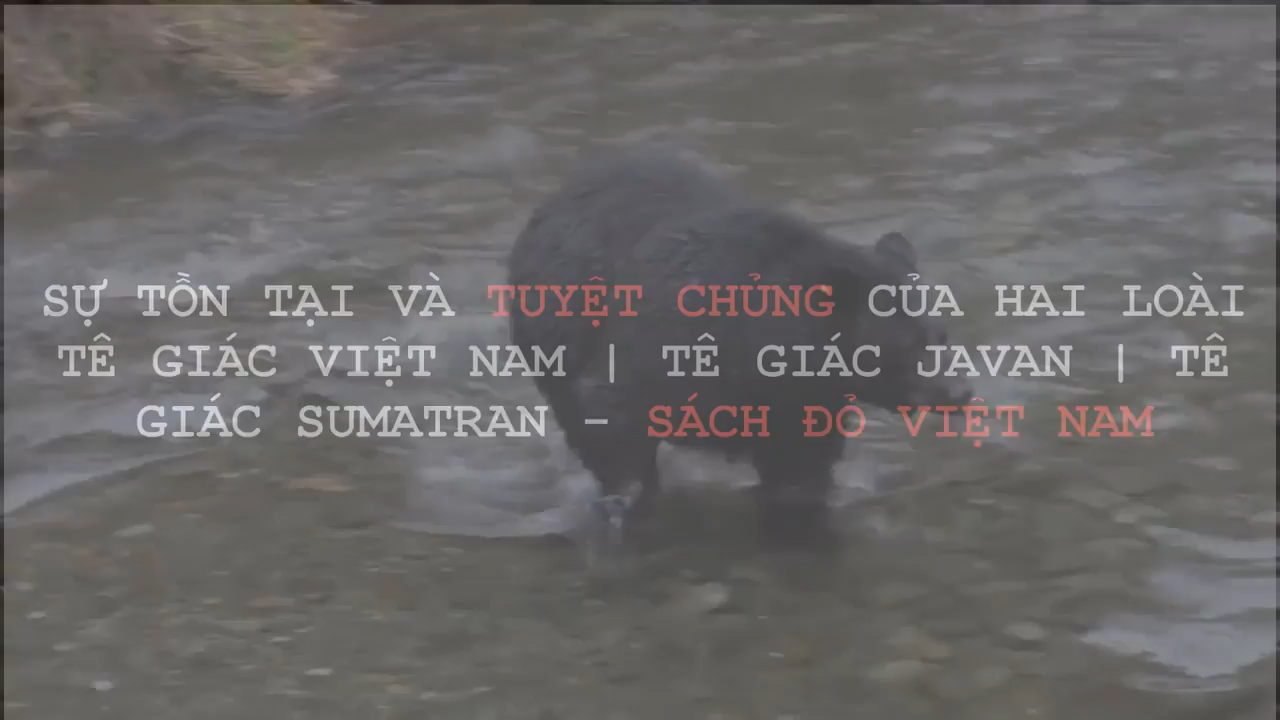 SỰ TỒN TẠI VÀ TUYỆT CHỦNG CỦA HAI LOÀI
TÊ GIÁC VIỆT NAM | TÊ GIÁC JAVAN | TÊ
GIÁC SUMATRAN - SÁCH ĐỎ VIỆT NAM